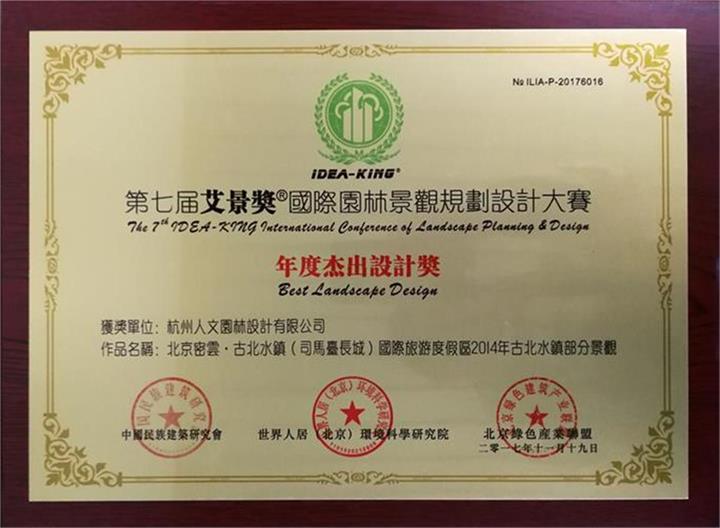 № ILIA-P-20176016
IDEA-KING®
第七届艾景獎®國際園林景觀規劃設計大賽
The 7th IDEA-KING International Conference of Landscape Planning & Design
年度杰出設計獎
Best Landscape Design
獲獎單位：杭州人文園林設計有限公司
作品名稱：北京密雲·古北水鎮（司馬臺長城）國際旅游度假區2014年古北水鎮部分景觀
中國民族建築研究會
世界人居（北京）環境科學研究院
北京綠色産業聯盟
二零一七年十一月十九日